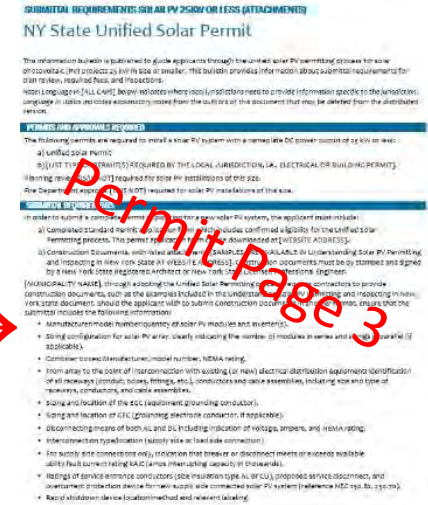 SUBMITTAL REQUIREMENTS SOLAR PV 25KW OR LESS (ATTACHMENTS)
NY State Unified Solar Permit
The information bulletin is published to guide applicants through the unified solar PV permitting process for solar
photovoltaic (PV) projects 25 kW in size or smaller. This bulletin provides information about submittal requirements for
plan review, required fees, and inspections.
Note: Language in [ALL CAPS] below indicates where local jurisdictions need to provide information specific to the jurisdiction.
Language in italics indicates explanatory notes from the authors of this document that may be deleted from the distributed
version.
PERMITS AND APPROVALS REQUIRED
The following permits are required to install a solar PV system with a nameplate DC power output of 25 kW or less:
a) Unified Solar Permit
b) [LIST TYPE OF PERMIT(S) REQUIRED BY THE LOCAL JURISDICTION, I.E., ELECTRICAL OR BUILDING PERMIT].
Planning review [IS/IS NOT] required for solar PV installations of this size.
Fire Department approval [IS/IS NOT] required for solar PV installations of this size.
SUBMITTAL REQUIREMENTS
In order to submit a complete permit application for a new solar PV system, the applicant must include:
a) Completed Standard Permit Application form which includes confirmed eligibility for the Unified Solar
Permitting process. This permit application form can be downloaded at [WEBSITE ADDRESS].
b) Construction Documents, with listed attachments [SAMPLES ARE AVAILABLE IN Understanding Solar PV Permitting
and Inspecting in New York State AT WEBSITE ADDRESS]. Construction Documents must be stamped and signed
by a New York State Registered Architect or New York State Licensed Professional Engineer.
[MUNICIPALITY NAME], through adopting the Unified Solar Permitting process, requires contractors to provide
construction documents, such as the examples included in the Understanding Solar PV Permitting and Inspecting in New
York State document. Should the applicant wish to submit Construction Documents in another format, ensure that the
submittal includes the following information:
• Manufacturer/model number/quantity of solar PV modules and inverter(s).
• String configuration for solar PV array, clearly indicating the number of modules in series and strings in parallel (if
applicable).
• Combiner boxes: Manufacturer, model number, NEMA rating.
• From array to the point of interconnection with existing (or new) electrical distribution equipment: identification
of all raceways (conduit, boxes, fittings, etc.), conductors and cable assemblies, including size and type of
raceways, conductors, and cable assemblies.
• Sizing and location of the EGC (equipment grounding conductor).
• Sizing and location of GEC (grounding electrode conductor, if applicable).
• Disconnecting means of both AC and DC including indication of voltage, ampere, and NEMA rating.
• Interconnection type/location (supply side or load side connection)
• For supply side connections only, indication that breaker or disconnect meets or exceeds available
utility fault current rating kAIC (amps interrupting capacity in thousands).
• Ratings of service entrance conductors (size insulation type AL or CU), proposed service disconnect, and
overcurrent protection device for new supply side connected solar PV system (reference NEC 230.82, 230.70).
• Rapid shutdown device location/method and relevant labeling.
Permit Page 3